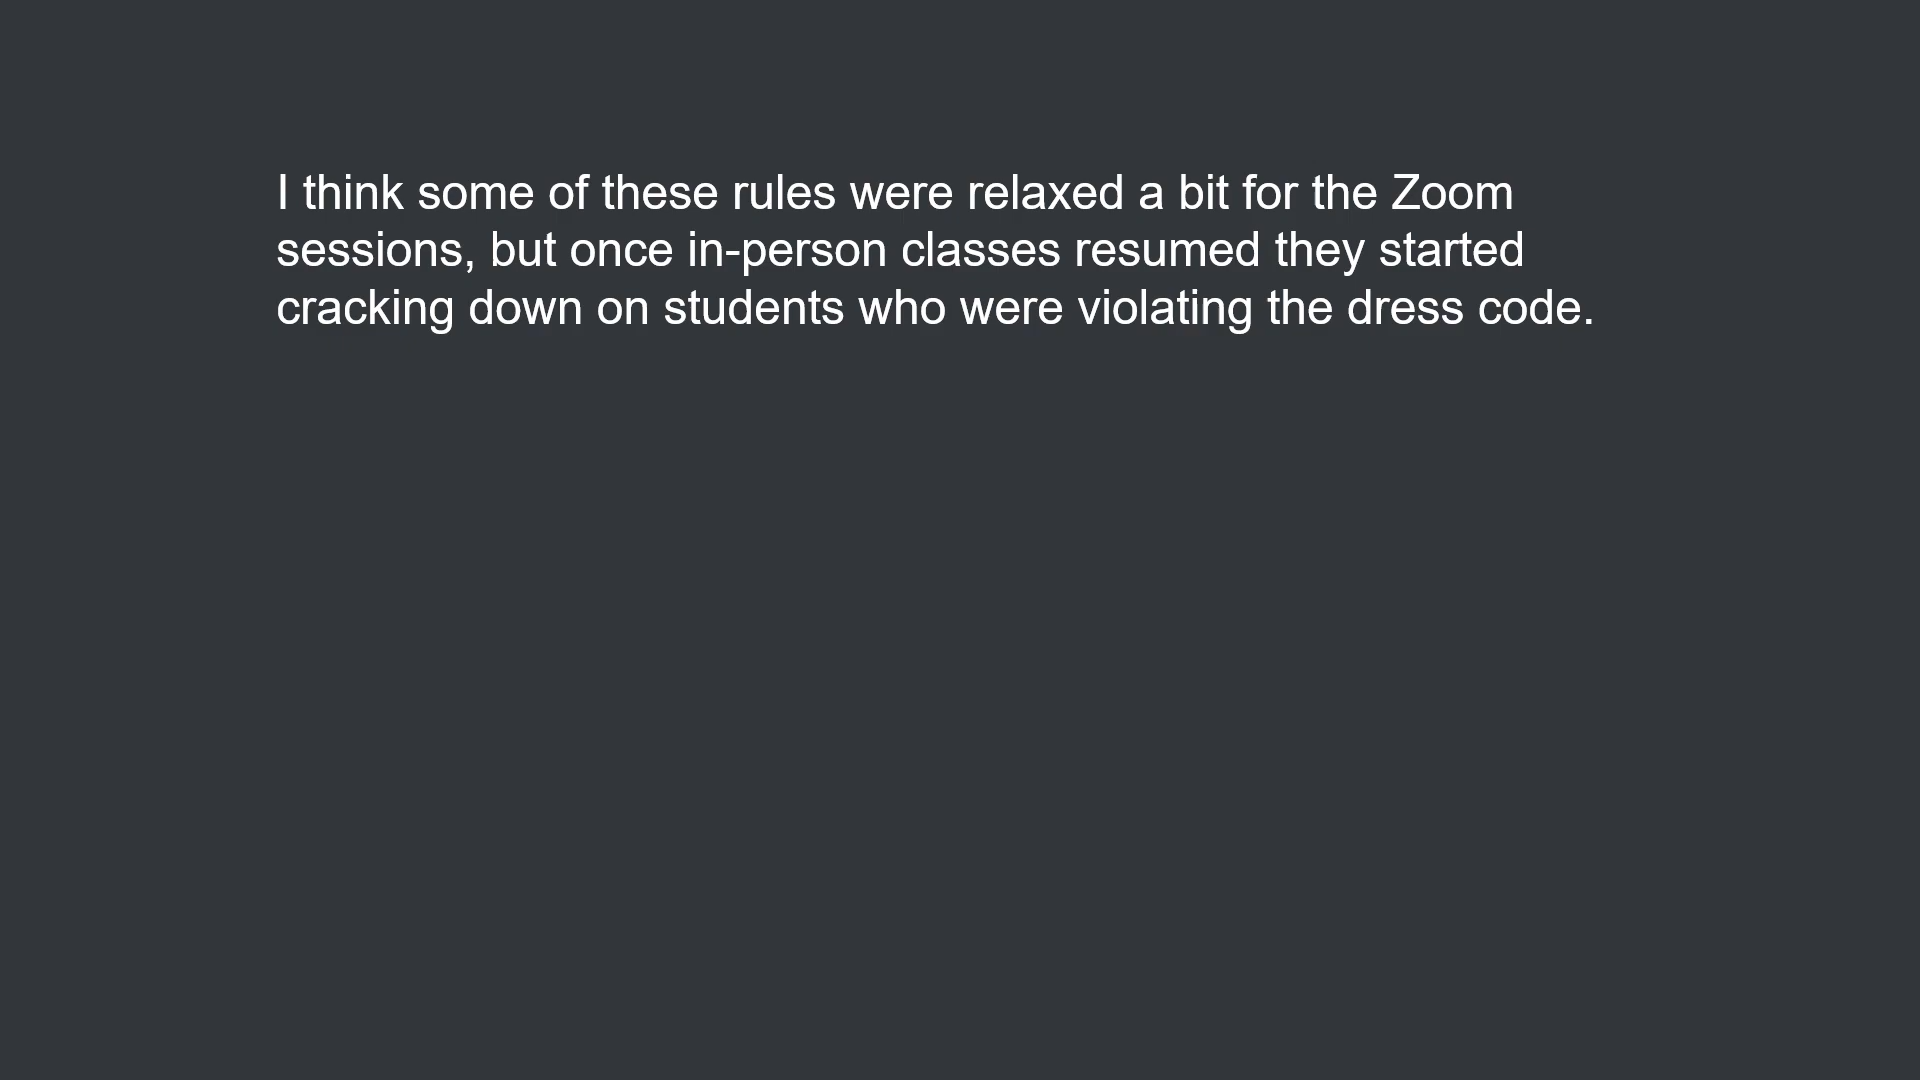 I think some of these rules were relaxed a bit for the Zoom
sessions, but once in-person classes resumed they started
cracking down on students who were violating the dress code.